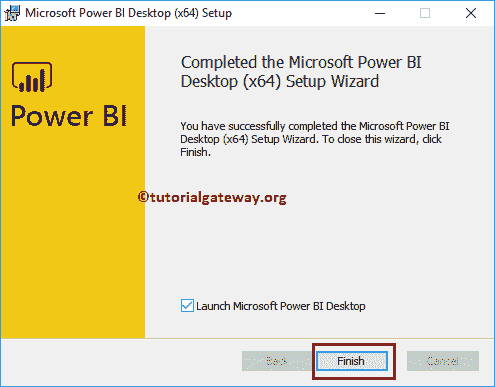 Microsoft Power BI Desktop (x64) Setup
Power BI
Completed the Microsoft Power BI
Desktop (x64) Setup Wizard
You have successfully completed the Microsoft Power BI
Desktop (x64) Setup Wizard. To close this wizard, click
Finish.
©tutorialgateway.org
Launch Microsoft Power BI Desktop
Back Finish Cancel